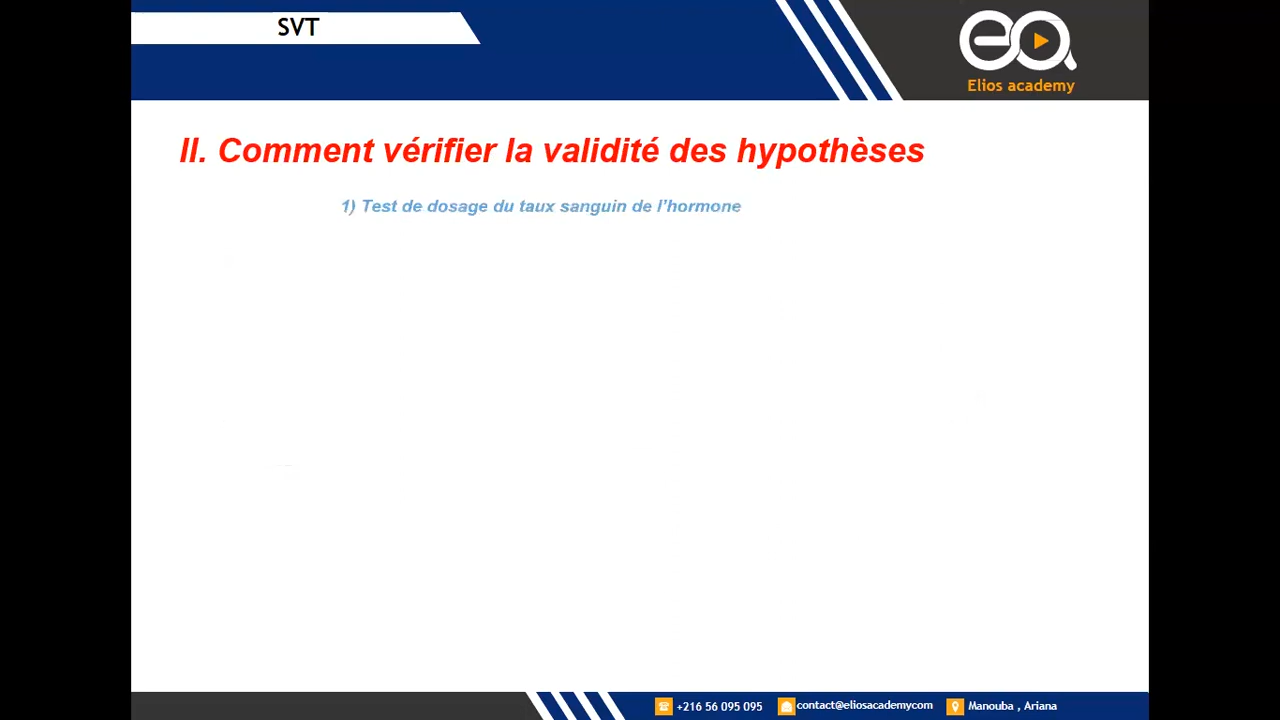 SVT
Elios academy
II. Comment vérifier la validité des hypothèses
1) Test de dosage du taux sanguin de l’hormone
+216 56 095 095
contact@eliosacademycom
Manouba , Ariana